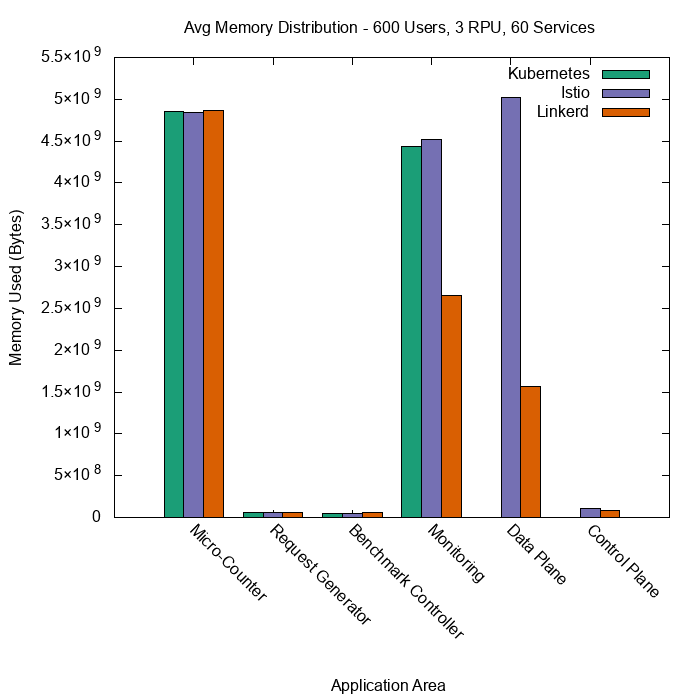 Avg Memory Distribution - 600 Users, 3 RPU, 60 Services
Kubernetes
Istio
Linkerd
5.5×10⁹
5×10⁹
4.5×10⁹
4×10⁹
3.5×10⁹
3×10⁹
2.5×10⁹
2×10⁹
1.5×10⁹
1×10⁹
5×10⁸
0
Memory Used (Bytes)
Micro-Counter
Request Generator
Benchmark Controller
Monitoring
Data Plane
Control Plane
Application Area